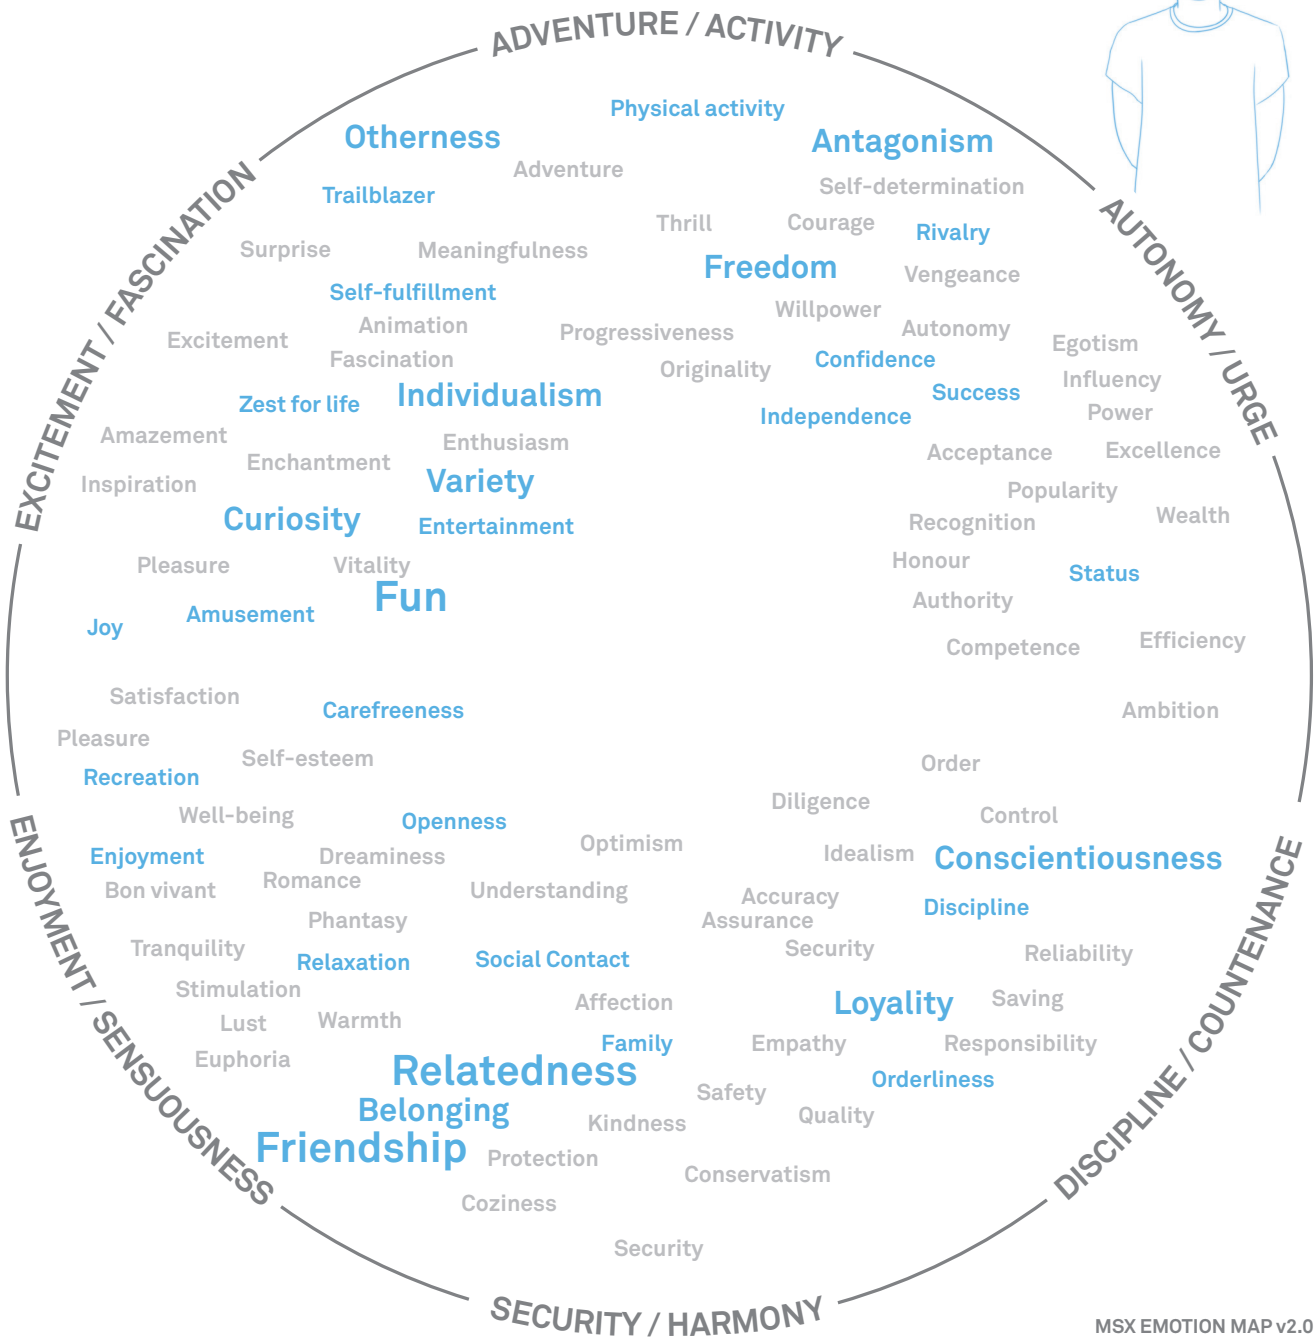 ADVENTURE / ACTIVITY
Physical activity
Otherness
Antagonism
Adventure
Self-determination
Trailblazer
Thrill
Courage
Rivalry
Surprise
Meaningfulness
Freedom
Vengeance
Self-fulfillment
Willpower
Animation
Progressiveness
Autonomy
Excitement
Egotism
Fascination
Originality
Confidence
Influency
Zest for life
Individualism
Success
Independence
Power
Amazement
Enthusiasm
Acceptance
Excellence
Enchantment
Inspiration
Variety
Popularity
Curiosity
Entertainment
Recognition
Wealth
Pleasure
Vitality
Honour
Status
Fun
Authority
Joy
Amusement
Competence
Efficiency
Satisfaction
Carefreeness
Ambition
Pleasure
Self-esteem
Order
Recreation
Diligence
Well-being
Openness
Control
Optimism
Enjoyment
Dreaminess
Idealism
Conscientiousness
Bon vivant
Romance
Understanding
Accuracy
Discipline
Phantasy
Assurance
Tranquility
Relaxation
Social Contact
Security
Reliability
Stimulation
Affection
Loyality
Saving
Lust
Warmth
Family
Empathy
Responsibility
Euphoria
Relatedness
Orderliness
Safety
Belonging
Kindness
Quality
Friendship
Protection
Conservatism
Coziness
Security
EXCITEMENT / FASCINATION
AUTONOMY / URGE
ENJOYMENT / SENSUOUSNESS
DISCIPLINE / COUNTENANCE
SECURITY / HARMONY
MSX EMOTION MAP v2.0